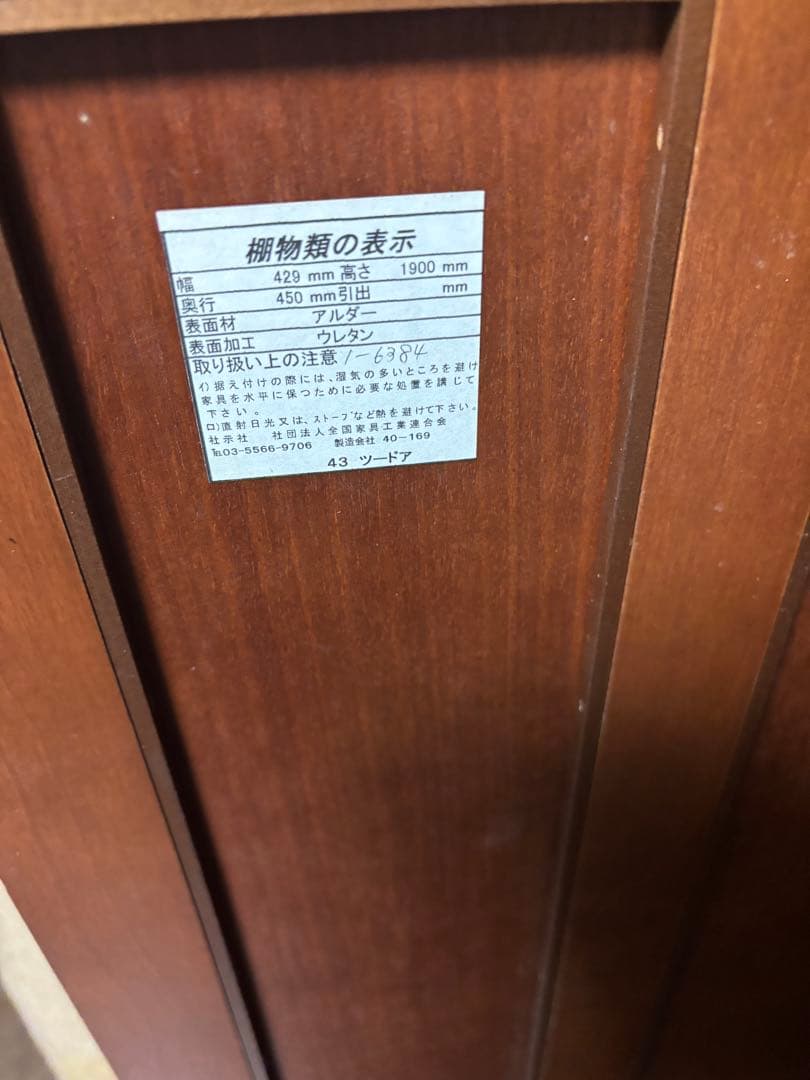 棚物類の表示
幅 429 mm 高さ 1900 mm
奥行 450 mm 引出 mm
表面材 アルダー
表面加工 ウレタン
取り扱い上の注意 1-6384
イ)据え付けの際には、湿気の多いところを避け
家具を水平に保つために必要な処置を講じて
下さい。
ロ)直射日光又は、ストーブなど熱を避けて下さい。
社示社 社団法人全国家具工業連合会
℡03-5566-9706 製造会社 40-169
43 ツードア